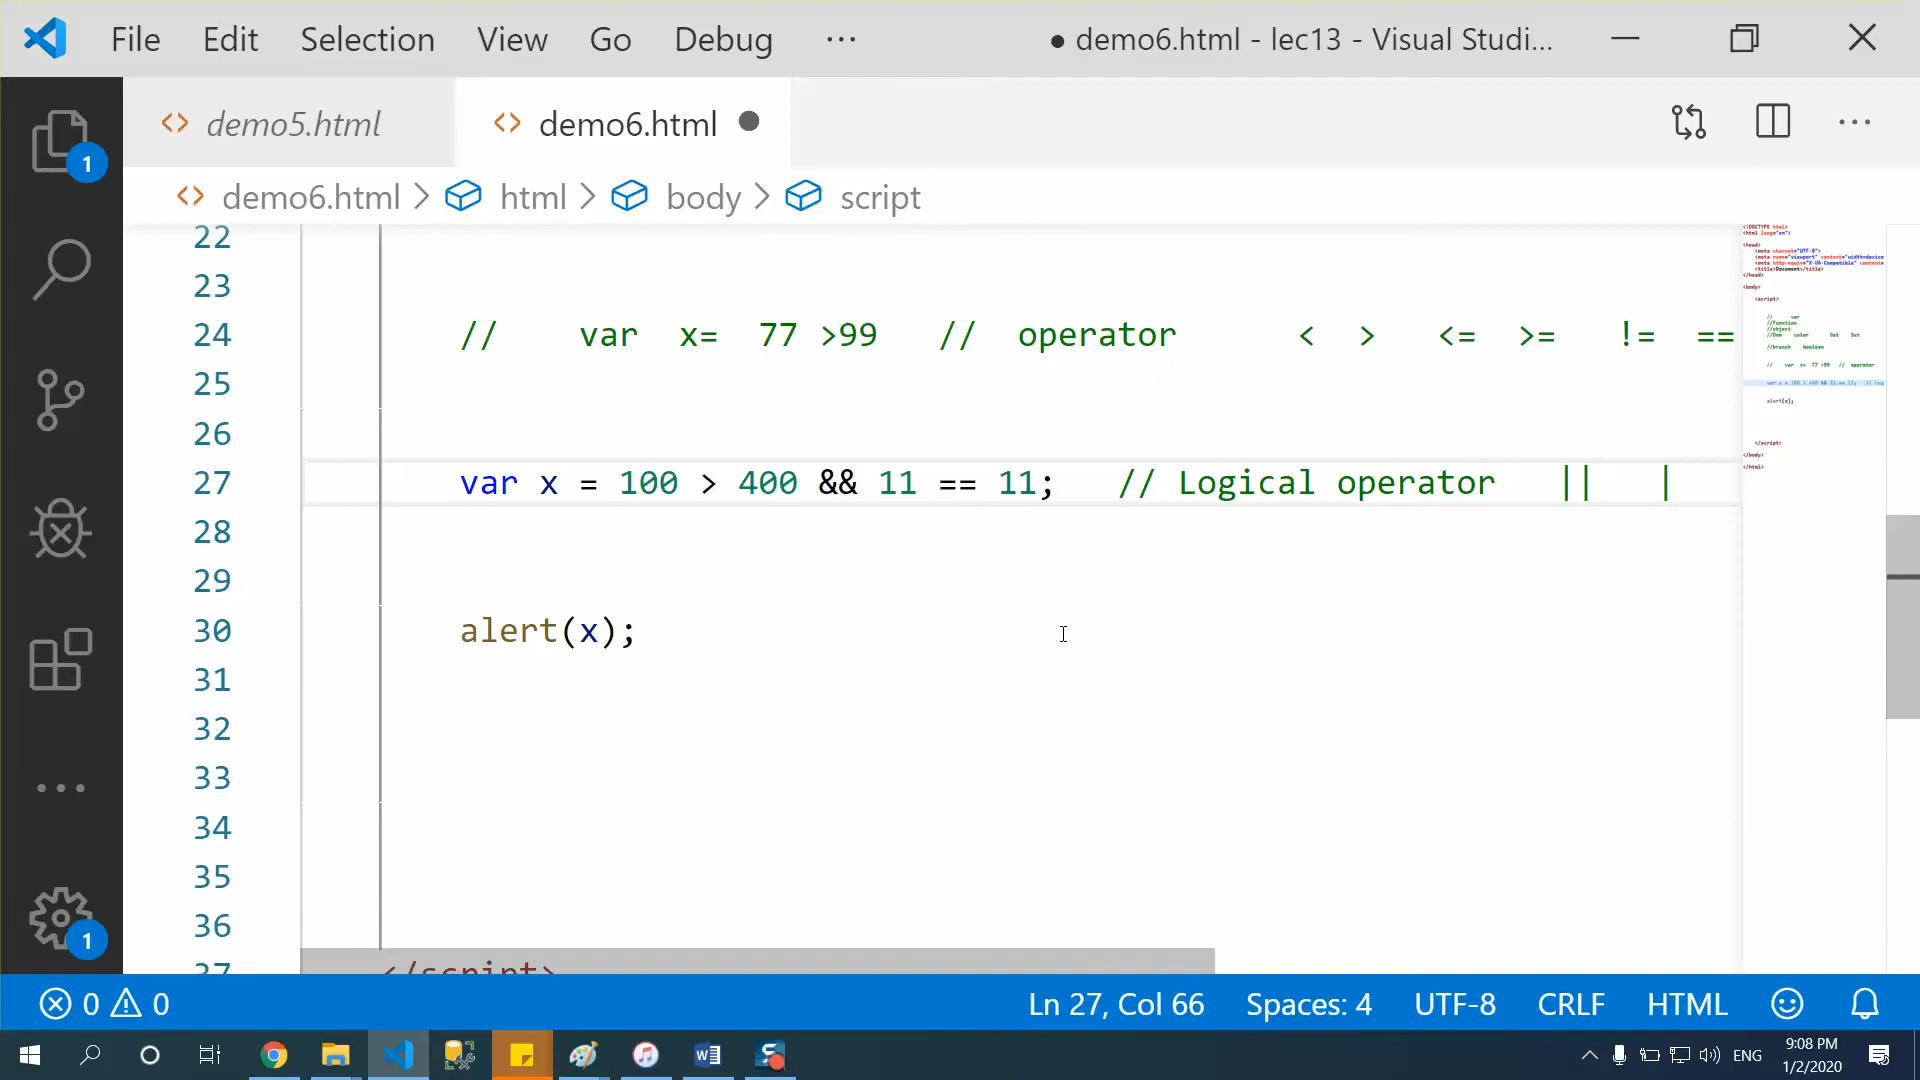 File Edit Selection View Go Debug ··· ● demo6.html - lec13 - Visual Studi...
demo5.html demo6.html
demo6.html > html > body > script
22
23
24 // var x= 77 >99 // operator < > <= >= != ==
25
26
27 var x = 100 > 400 && 11 == 11; // Logical operator || |
28
29
30 alert(x);
31
32
33
34
35
36
37 </script>
1
1
0 0 Ln 27, Col 66 Spaces: 4 UTF-8 CRLF HTML
ENG 9:08 PM
1/2/2020